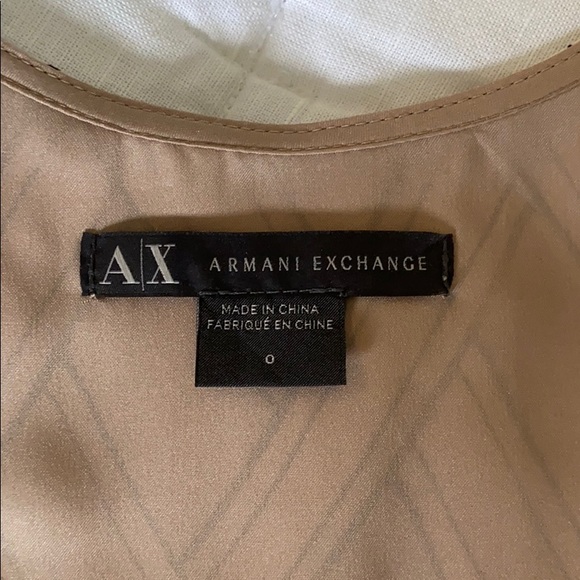 A|X ARMANI EXCHANGE
MADE IN CHINA
FABRIQUÉ EN CHINE
0